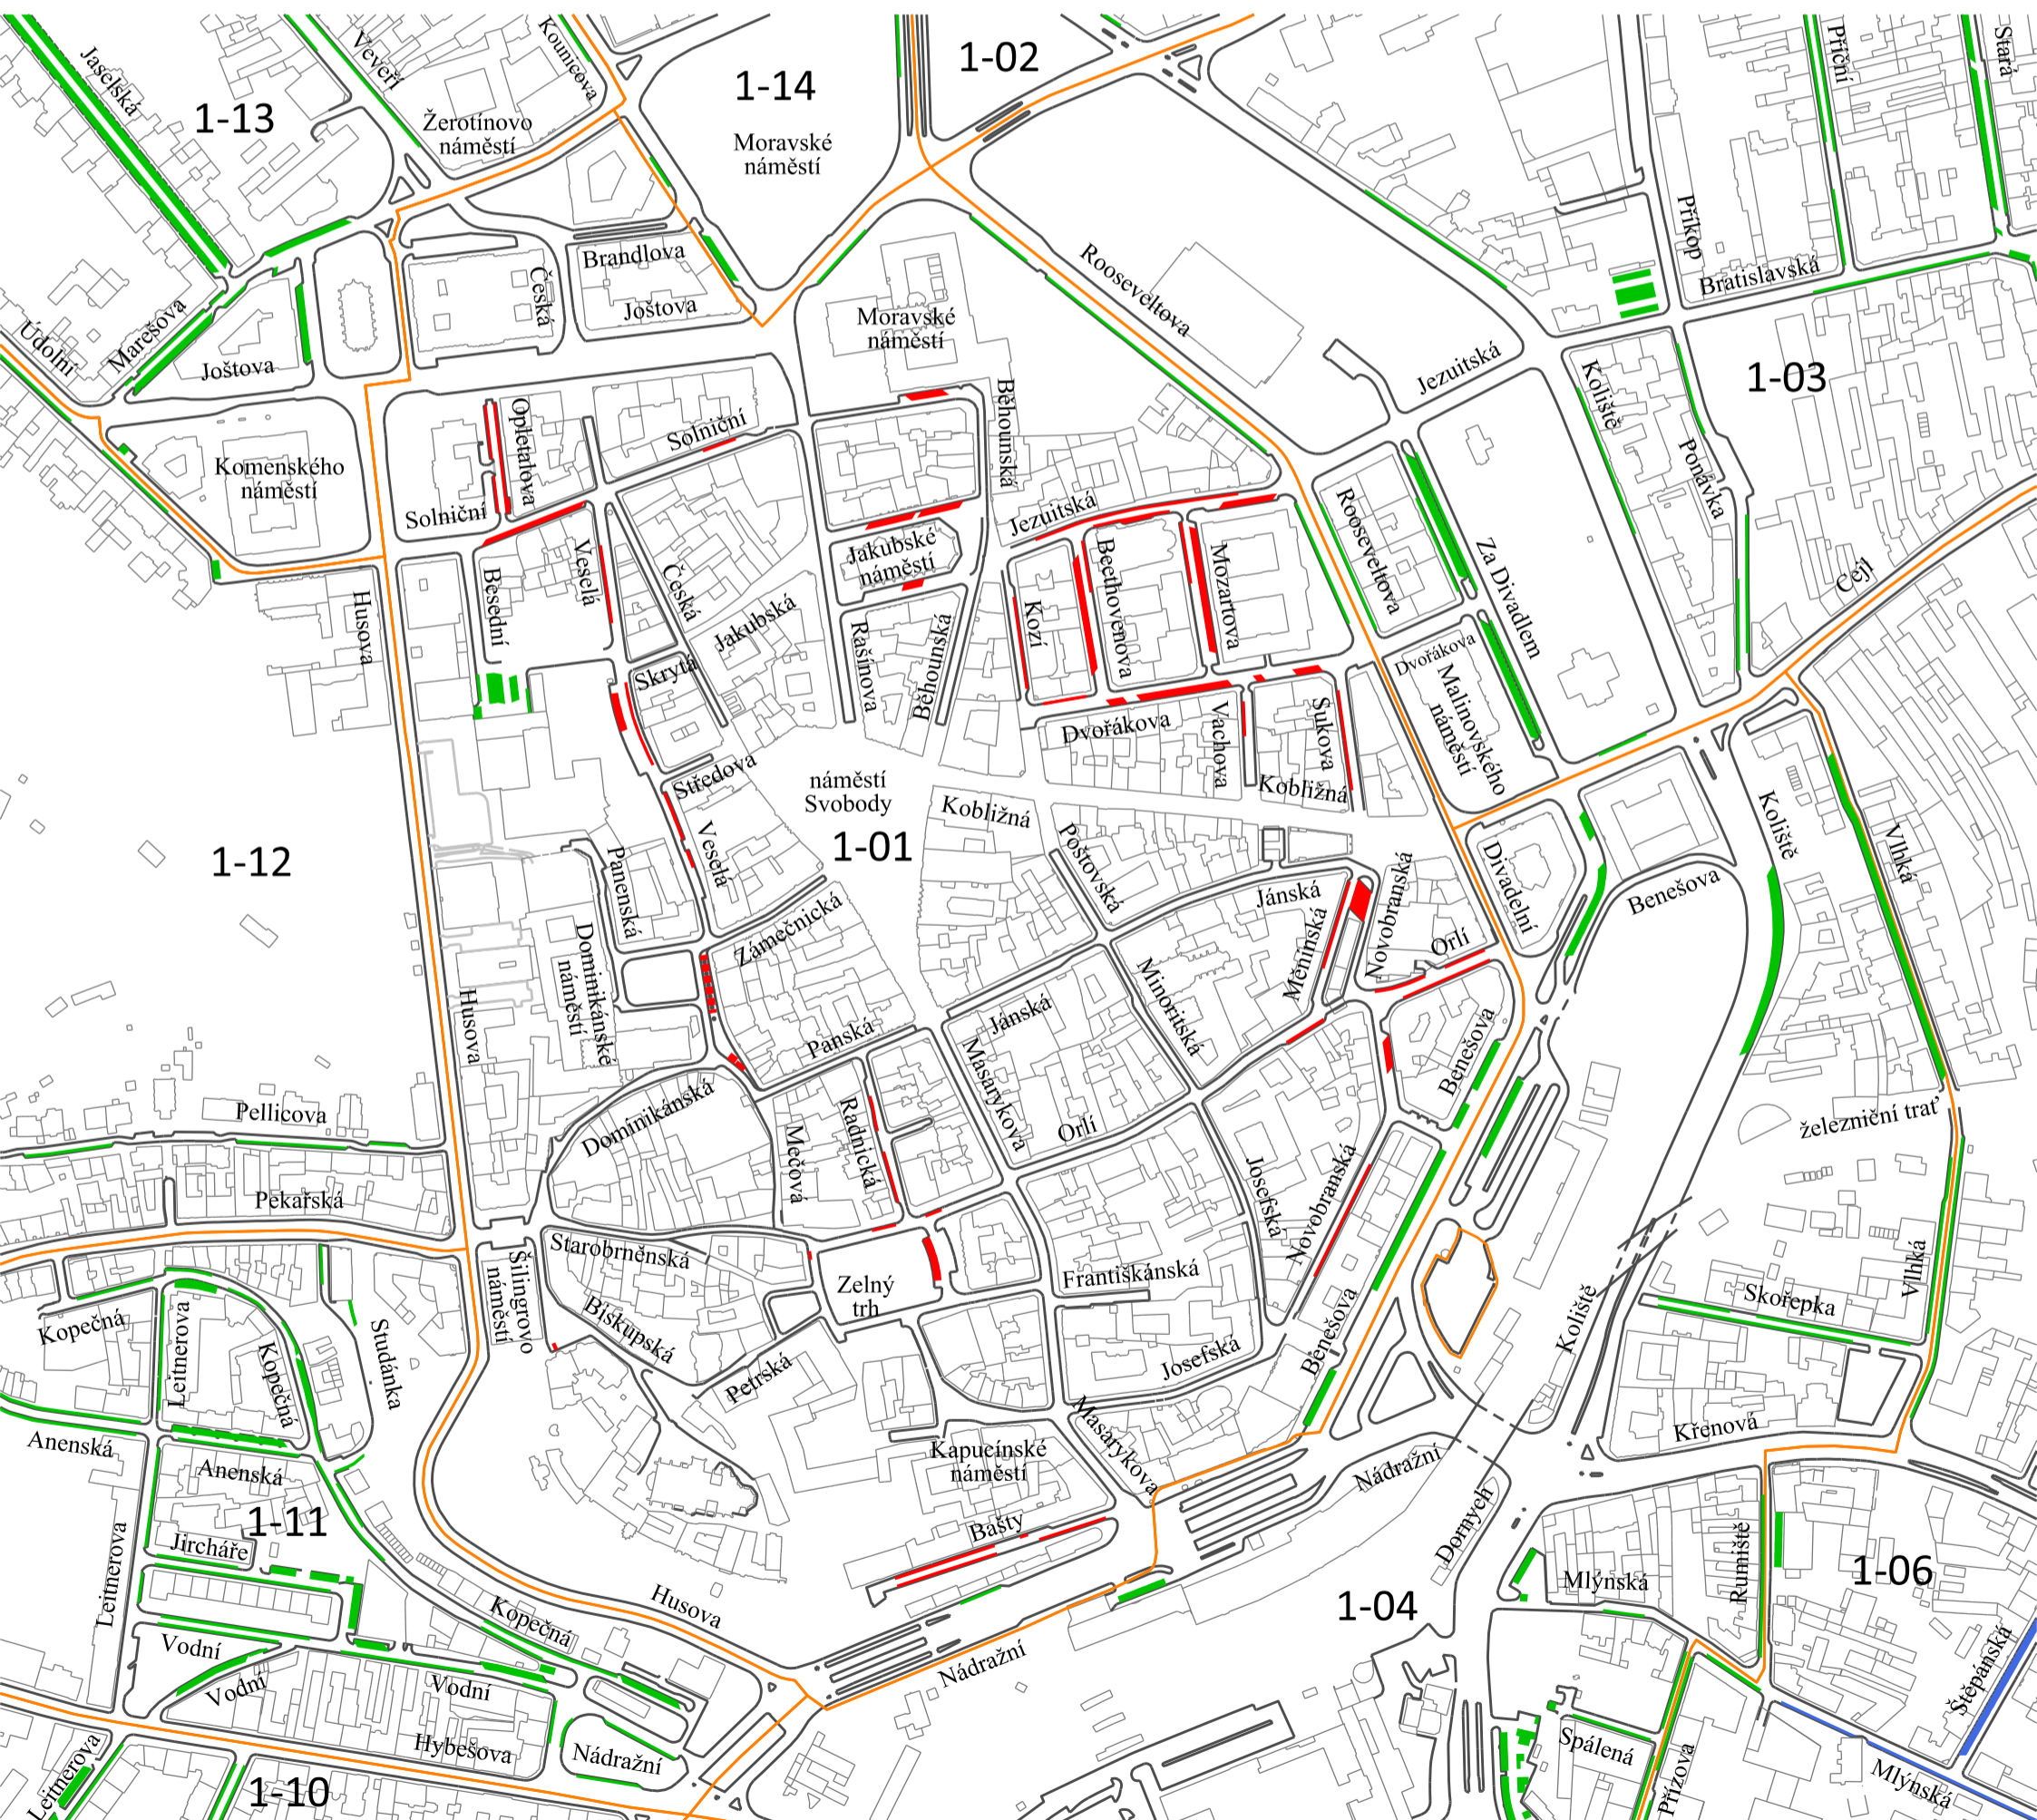 Jaselská
Veveří
Kounicova
1-02
1-14
Příční
Stará
1-13
Žerotínovo
náměstí
Moravské
náměstí
Příkop
Bratislavská
Brandlova
Česká
Joštova
Rooseveltova
Moravské
náměstí
Údolní
Marešova
Joštova
Jezuitská
Koliště
1-03
Opletalova
Solniční
Běhounská
Komenského
náměstí
Solniční
Ponávka
Jezuitská
Rooseveltova
Jakubské
náměstí
Za Divadlem
Cejl
Husova
Besední
Veselá
Česká
Jakubská
Rašínova
Běhounská
Kozí
Beethovenova
Mozartova
Skrytá
Dvořákova
Malinovského
náměstí
Dvořákova
Vachova
Sukova
Středova
náměstí
Svobody
Kobližná
Kobližná
Koliště
Vlhká
1-12
1-01
Veselá
Panenská
Poštovská
Jánská
Divadelní
Benešova
Zámečnická
Novobranská
Měnínská
Orlí
Dominikánské
náměstí
Husova
Minoritská
Jánská
Panská
Masarykova
Benešova
Pellicova
Dominikánská
Mečová
Radnická
Orlí
železniční trať
Pekařská
Josefská
Novobranská
Starobrněnská
Šilingrovo
náměstí
Zelný
trh
Františkánská
Vlhká
Skořepka
Koliště
Kopečná
Leitnerova
Kopečná
Studánka
Biskupská
Petrská
Josefská
Benešova
Anenská
Anenská
Masarykova
Kapucínské
náměstí
Křenová
Nádražní
1-11
Jircháře
Leitnerova
Bašty
Dornych
Rumiště
Mlýnská
1-06
1-04
Husova
Kopečná
Vodní
Vodní
Vodní
Nádražní
Štěpánská
Hybešova
Nádražní
Spálená
Přízova
Mlýnská
Leitnerova
1-10